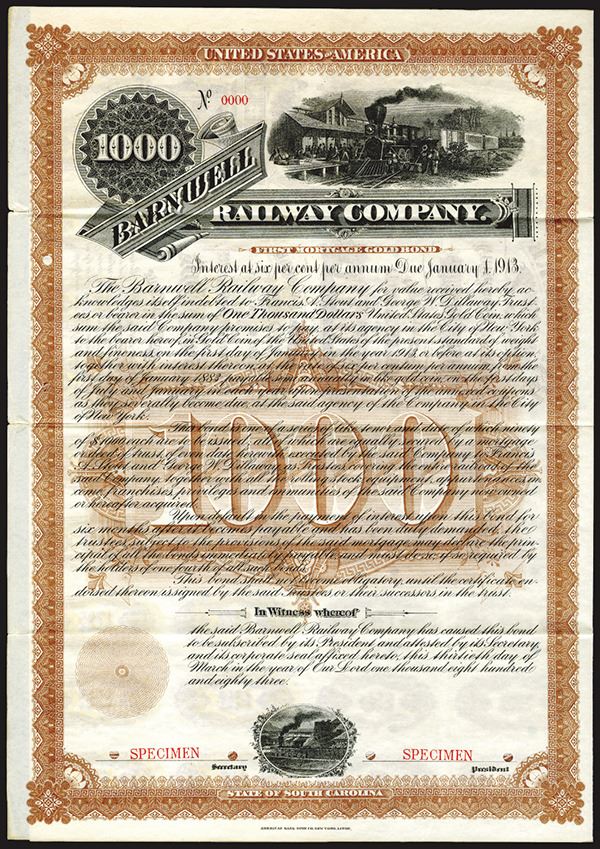 UNITED STATES OF AMERICA
No 0000
1000
BARNWELL
RAILWAY COMPANY.
FIRST MORTGAGE GOLD BOND
Interest at six per cent per annum Due January 1, 1913.
The Barnwell Railway Company for value received hereby ac-
knowledges itself indebted to Francis A. Stout and George W. Dillaway, Trust-
ees or bearer in the sum of One Thousand Dollars United States Gold Coin, which
sum the said Company promises to pay, at its agency in the City of New York
to the bearer hereof, in Gold Coin of the United States of the present standard of weight
and fineness, on the first day of January in the year 1913, or before at its option,
together with interest thereon at the rate of six per centum per annum, from the
first day of January 1883, payable semi-annually in the gold coin, on the first days
of July and January in each year upon presentation of the annexed coupons
as they severally become due at the said agency of the Company in the City
of New York.
This bond is one of a series of like tenor and day of which ninety
of $1000 each are to be issued, all of which are equally secured by a mortgage
or deed of trust, of even date herewith, executed by the said Company to Francis
A. Stout and George W. Dillaway, as Trustees, covering the entire railroad of the
said Company, together with all its rolling stock, equipment, appurtenances, in-
come, franchises, privileges and immunities of the said Company now owned
or hereafter acquired.
Upon default in the payment of interest on this bond for
six months after it became payable and has been duly demanded, the
trustees, subject to the provisions of the said mortgage, may declare the prin-
cipal of all the bonds immediately payable, and must do so, if so required by
the holders of one fourth of all such bonds.
This bond shall not become obligatory, until the certificate en-
dorsed thereon is signed by the said Trustees or their successors in the trust.
1000
In Witness whereof
the said Barnwell Railway Company has caused this bond
to be subscribed by its President and attested by its Secretary,
and its corporate seal affixed hereto, this thirtieth day of
March in the year of Our Lord one thousand eight hundred
and eighty three.
SPECIMEN
Secretary
SPECIMEN
President
STATE OF SOUTH CAROLINA
AMERICAN BANK NOTE CO. NEW YORK.